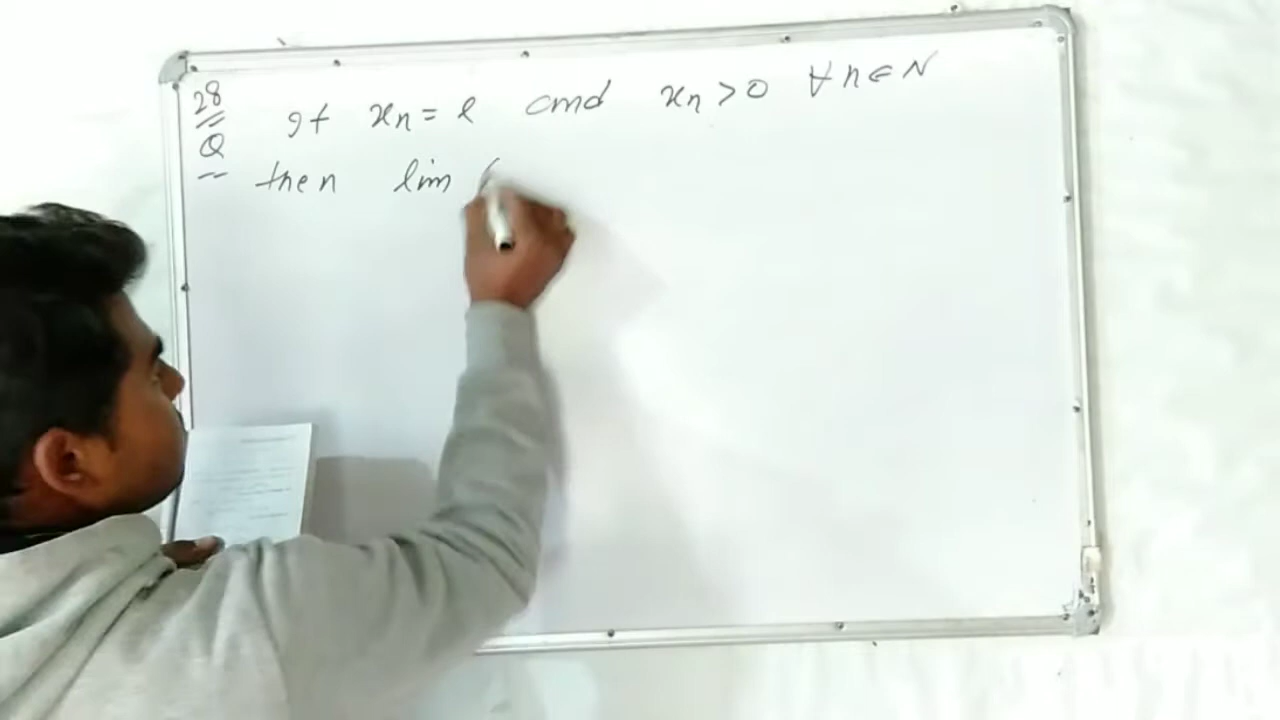 28 If xn = l and xn > 0 ∀ n ∈ N
Q then lim (